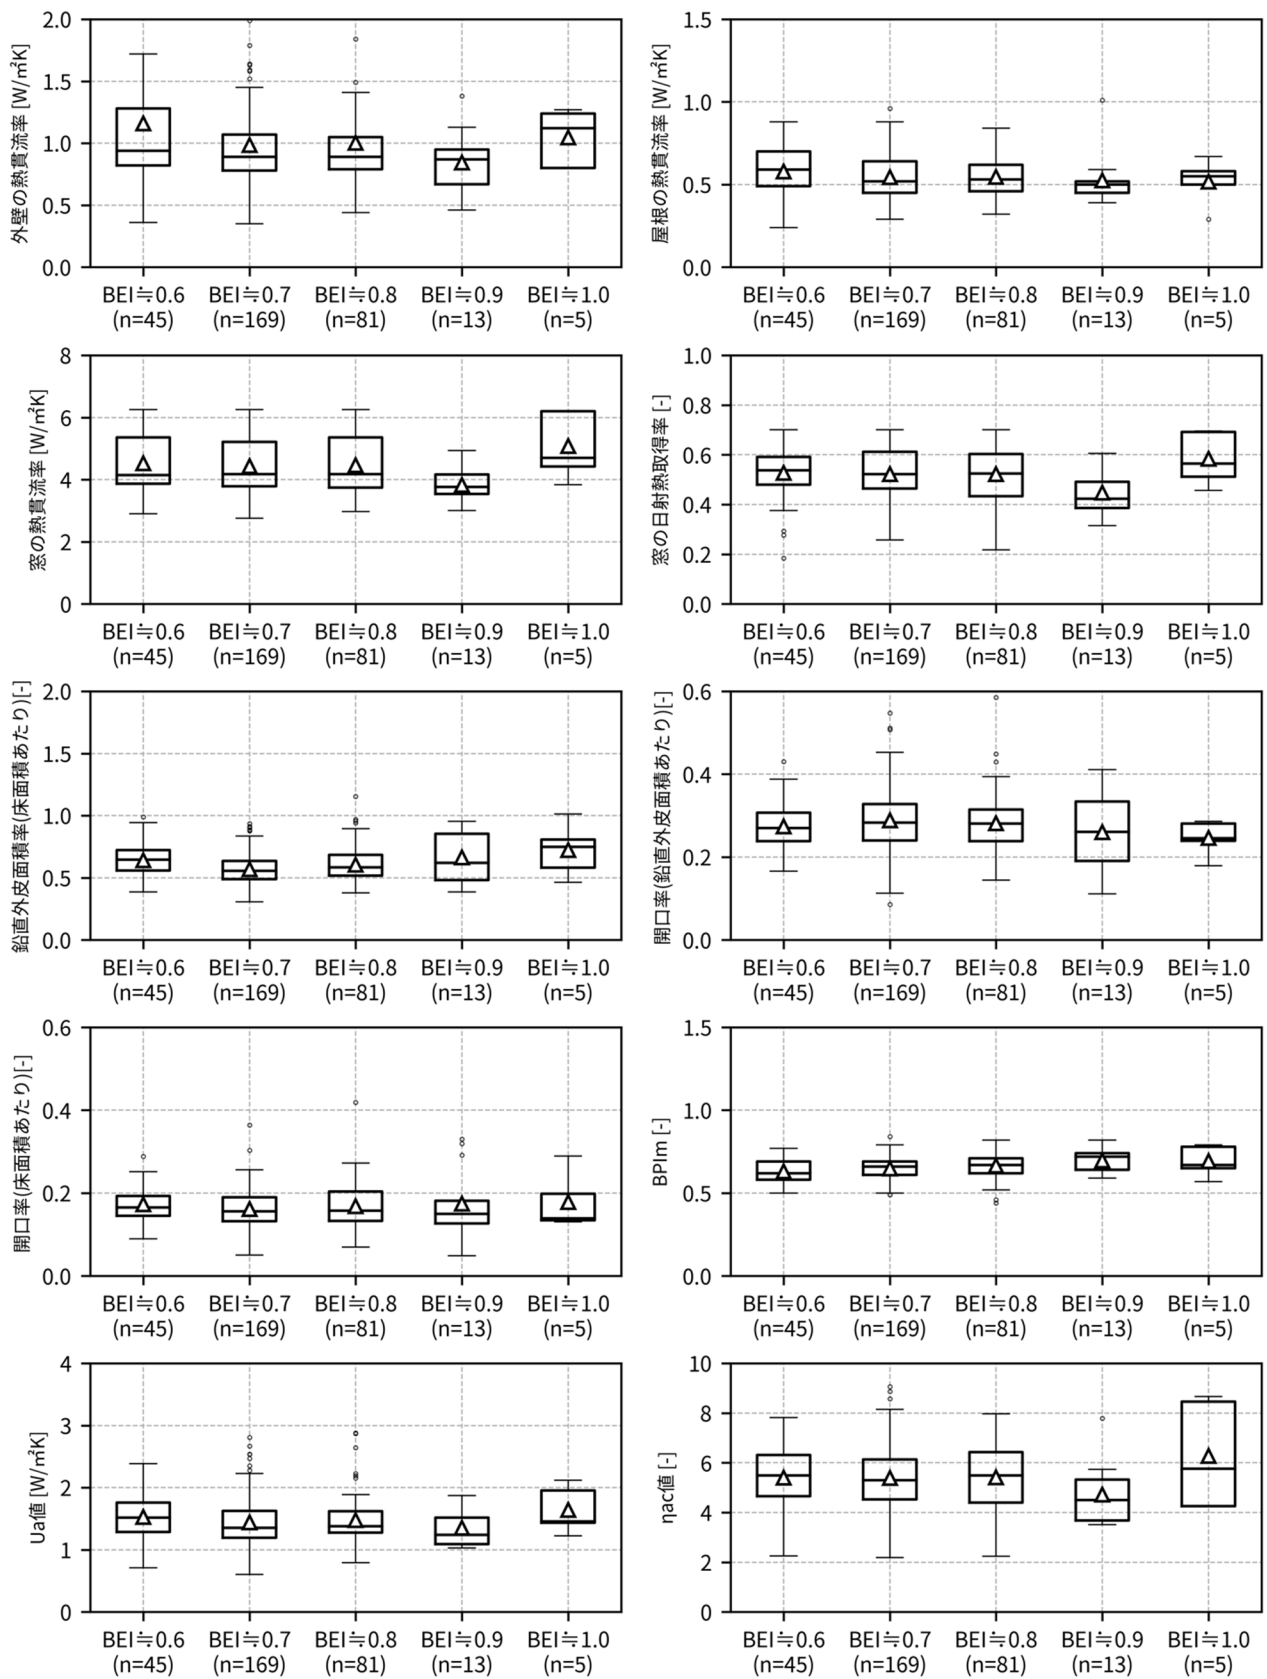 外壁の熱貫流率 [W/㎡K]
2.0
1.5
1.0
0.5
0.0
BEI≒0.6 BEI≒0.7 BEI≒0.8 BEI≒0.9 BEI≒1.0
(n=45) (n=169) (n=81) (n=13) (n=5)
屋根の熱貫流率 [W/㎡K]
1.5
1.0
0.5
0.0
BEI≒0.6 BEI≒0.7 BEI≒0.8 BEI≒0.9 BEI≒1.0
(n=45) (n=169) (n=81) (n=13) (n=5)
窓の熱貫流率 [W/㎡K]
8
6
4
2
0
BEI≒0.6 BEI≒0.7 BEI≒0.8 BEI≒0.9 BEI≒1.0
(n=45) (n=169) (n=81) (n=13) (n=5)
窓の日射熱取得率 [-]
1.0
0.8
0.6
0.4
0.2
0.0
BEI≒0.6 BEI≒0.7 BEI≒0.8 BEI≒0.9 BEI≒1.0
(n=45) (n=169) (n=81) (n=13) (n=5)
鉛直外皮面積率(床面積あたり)[-]
2.0
1.5
1.0
0.5
0.0
BEI≒0.6 BEI≒0.7 BEI≒0.8 BEI≒0.9 BEI≒1.0
(n=45) (n=169) (n=81) (n=13) (n=5)
開口率(鉛直外皮面積あたり)[-]
0.6
0.4
0.2
0.0
BEI≒0.6 BEI≒0.7 BEI≒0.8 BEI≒0.9 BEI≒1.0
(n=45) (n=169) (n=81) (n=13) (n=5)
開口率(床面積あたり)[-]
0.6
0.4
0.2
0.0
BEI≒0.6 BEI≒0.7 BEI≒0.8 BEI≒0.9 BEI≒1.0
(n=45) (n=169) (n=81) (n=13) (n=5)
BPIm [-]
1.5
1.0
0.5
0.0
BEI≒0.6 BEI≒0.7 BEI≒0.8 BEI≒0.9 BEI≒1.0
(n=45) (n=169) (n=81) (n=13) (n=5)
Ua値 [W/㎡K]
4
3
2
1
0
BEI≒0.6 BEI≒0.7 BEI≒0.8 BEI≒0.9 BEI≒1.0
(n=45) (n=169) (n=81) (n=13) (n=5)
ηac値 [-]
10
8
6
4
2
0
BEI≒0.6 BEI≒0.7 BEI≒0.8 BEI≒0.9 BEI≒1.0
(n=45) (n=169) (n=81) (n=13) (n=5)